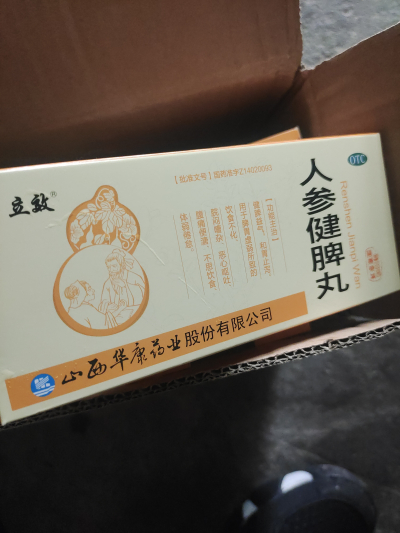 立效®
【批准文号】国药准字Z14020061
OTC
人参健脾丸
Renshen Jianpi Wan
【功能主治】
健脾益气,和胃止泻。
用于脾胃虚弱所致的
饮食不化、
脘闷嘈杂、恶心呕吐、
腹痛便溏、不思饮食、
体弱倦怠。
山西华康药业股份有限公司